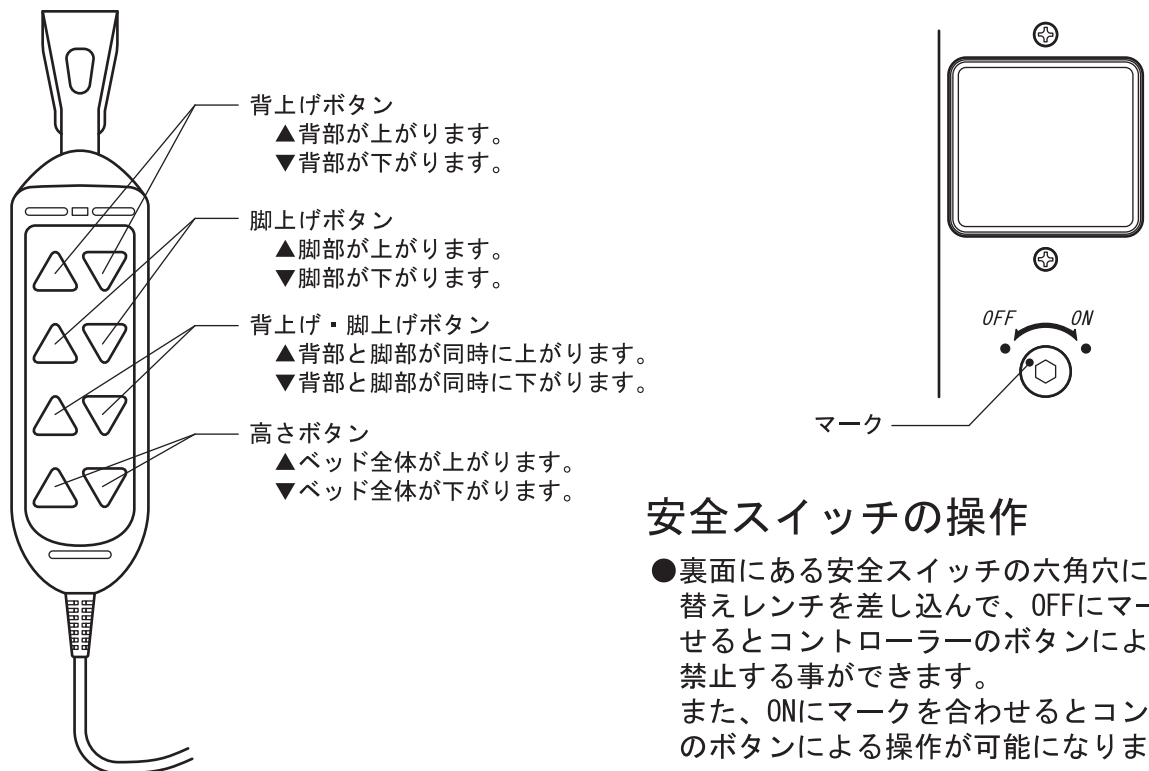 背上げボタン
▲背部が上がります。
▼背部が下がります。
脚上げボタン
▲脚部が上がります。
▼脚部が下がります。
背上げ・脚上げボタン
▲背部と脚部が同時に上がります。
▼背部と脚部が同時に下がります。
高さボタン
▲ベッド全体が上がります。
▼ベッド全体が下がります。
OFF ON
マーク
安全スイッチの操作
●裏面にある安全スイッチの六角穴に
替えレンチを差し込んで、OFFにマー
せるとコントローラーのボタンによ
禁止する事ができます。
また、ONにマークを合わせるとコン
のボタンによる操作が可能になりま